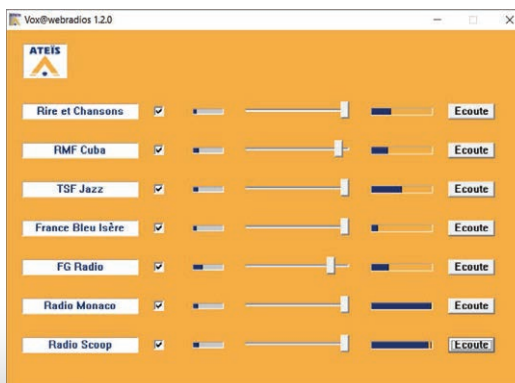 Vox@webradios 1.2.0
ATEÏS
Rire et Chansons Ecoute
RMF Cuba Ecoute
TSF Jazz Ecoute
France Bleu Isère Ecoute
FG Radio Ecoute
Radio Monaco Ecoute
Radio Scoop Ecoute